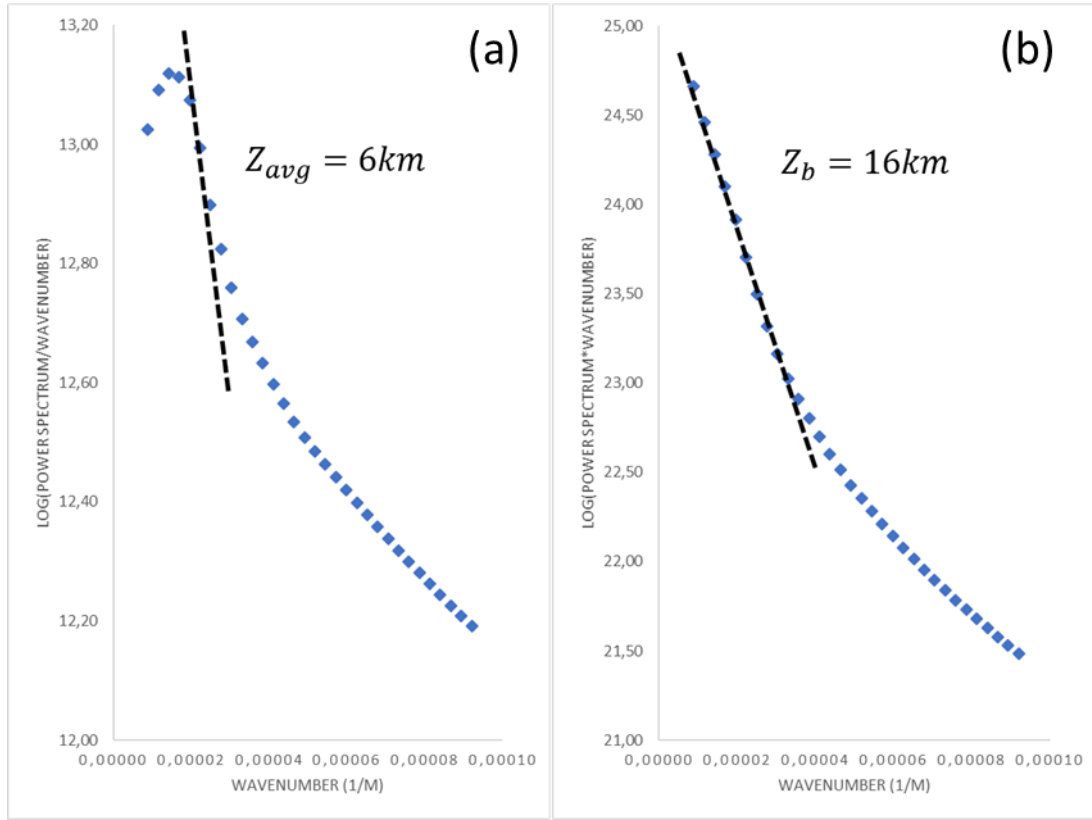 (a)
13,20
13,00
12,80
12,60
12,40
12,20
12,00
LOG(POWER SPECTRUM/WAVENUMBER)
Z_avg = 6km
0,00000 0,00002 0,00004 0,00006 0,00008 0,00010
WAVENUMBER (1/M)
(b)
25,00
24,50
24,00
23,50
23,00
22,50
22,00
21,50
21,00
LOG(POWER SPECTRUM*WAVENUMBER)
Z_b = 16km
0,00000 0,00002 0,00004 0,00006 0,00008 0,00010
WAVENUMBER (1/M)